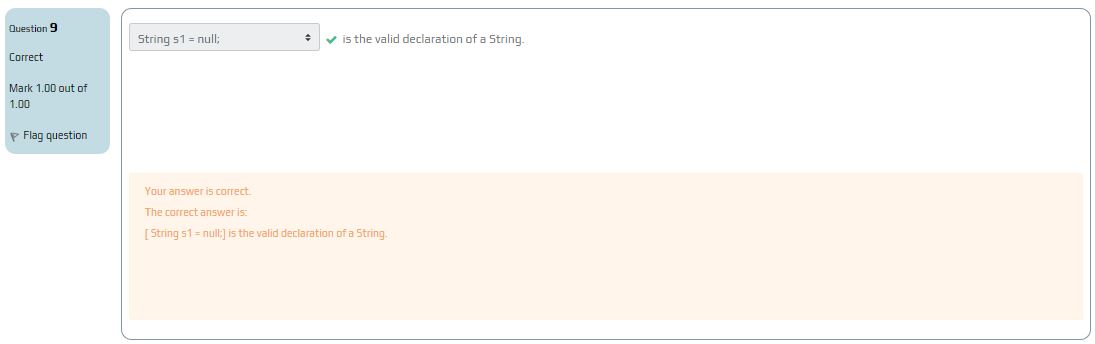 Question 9
Correct
Mark 1.00 out of
1.00
Flag question
String s1 = null; is the valid declaration of a String.
Your answer is correct.
The correct answer is:
[ String s1 = null;] is the valid declaration of a String.